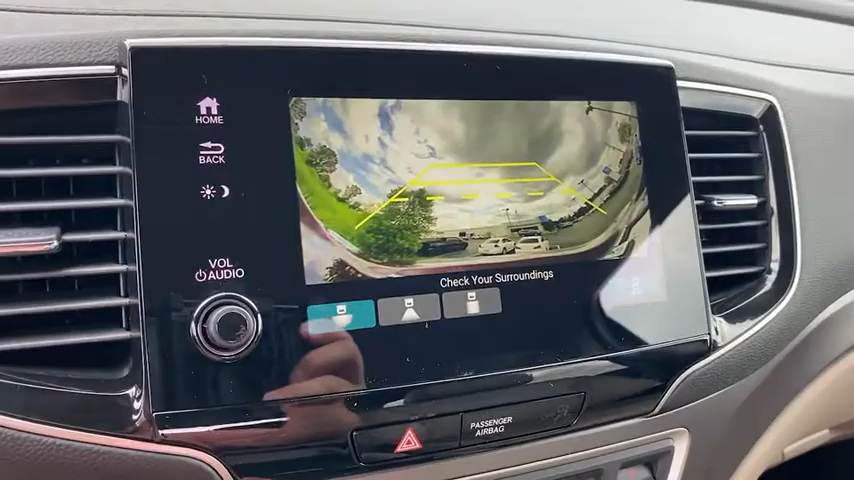 HOME
BACK
VOL
AUDIO
Check Your Surroundings
PASSENGER
AIRBAG